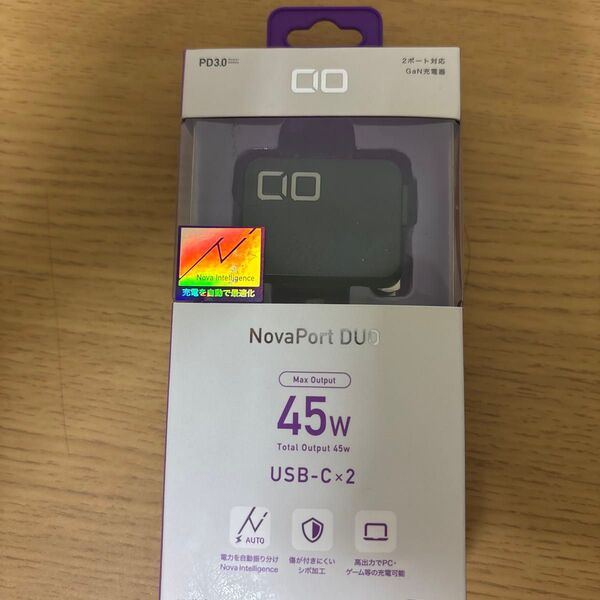 PD3.0
2ポート対応
GaN充電器
CIO
CIO
Nova Intelligence
充電を自動で最適化
NovaPort DUO
Max Output
45W
Total Output 45w
USB-C×2
AUTO
電力を自動振り分け
Nova Intelligence
傷が付きにくい
シボ加工
高出力でPC・
ゲーム等の充電可能